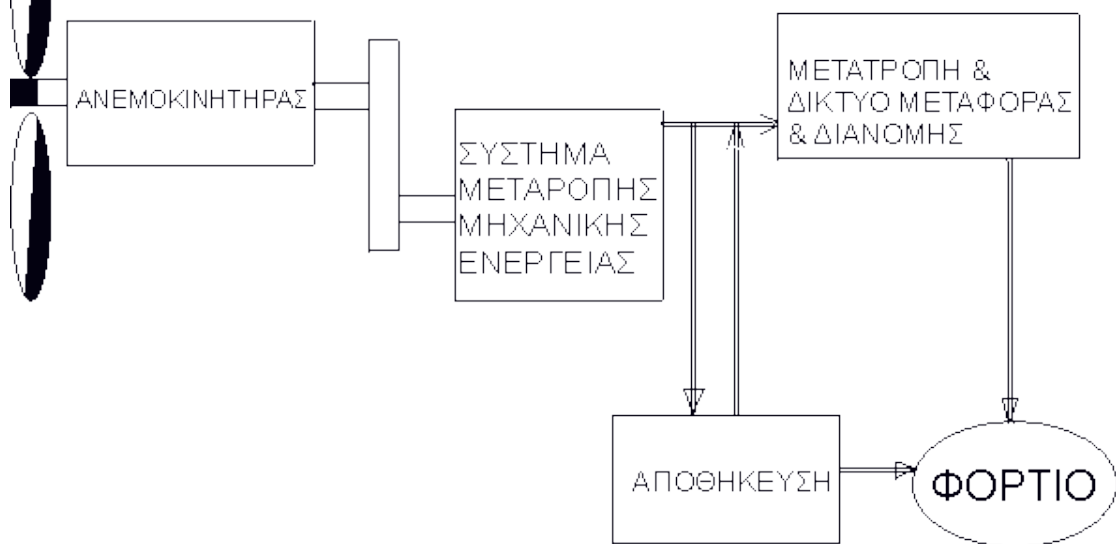 ΑΝΕΜΟΚΙΝΗΤΗΡΑΣ
ΣΥΣΤΗΜΑ
ΜΕΤΑΡΟΠΗΣ
ΜΗΧΑΝΙΚΗΣ
ΕΝΕΡΓΕΙΑΣ
ΜΕΤΑΤΡΟΠΗ &
ΔΙΚΤΥΟ ΜΕΤΑΦΟΡΑΣ
& ΔΙΑΝΟΜΗΣ
ΑΠΟΘΗΚΕΥΣΗ
ΦΟΡΤΙΟ